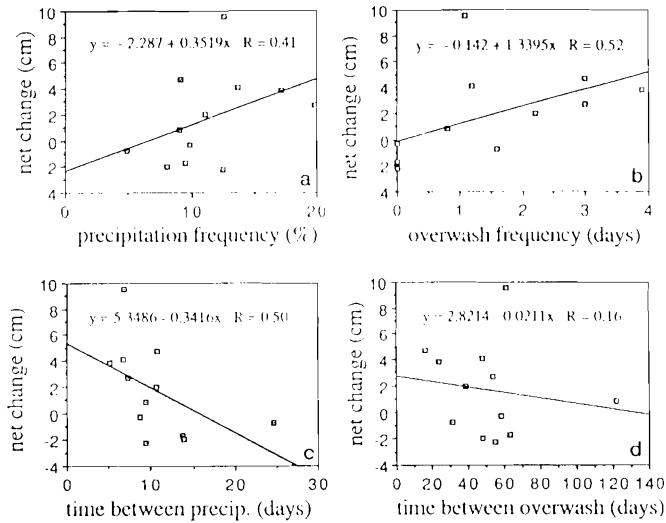 10
8
6
4
2
0
2
4
net change (cm)
y = - 2.287 + 0.3519x R = 0.41
a
0
10
20
precipitation frequency (%)
10
8
6
4
2
0
-2
-4
net change (cm)
y = - 0.142 + 1.3395x R = 0.52
b
0
1
2
3
4
overwash frequency (days)
10
8
6
4
2
0
-2
-4
net change (cm)
y = 5.3486 - 0.3416x R = 0.50
c
0
10
20
30
time between precip. (days)
10
8
6
4
2
0
-2
-4
net change (cm)
y = 2.8214 0.0211x R = 0.16
d
0 20 40 60 80 100 120 140
time between overwash (days)